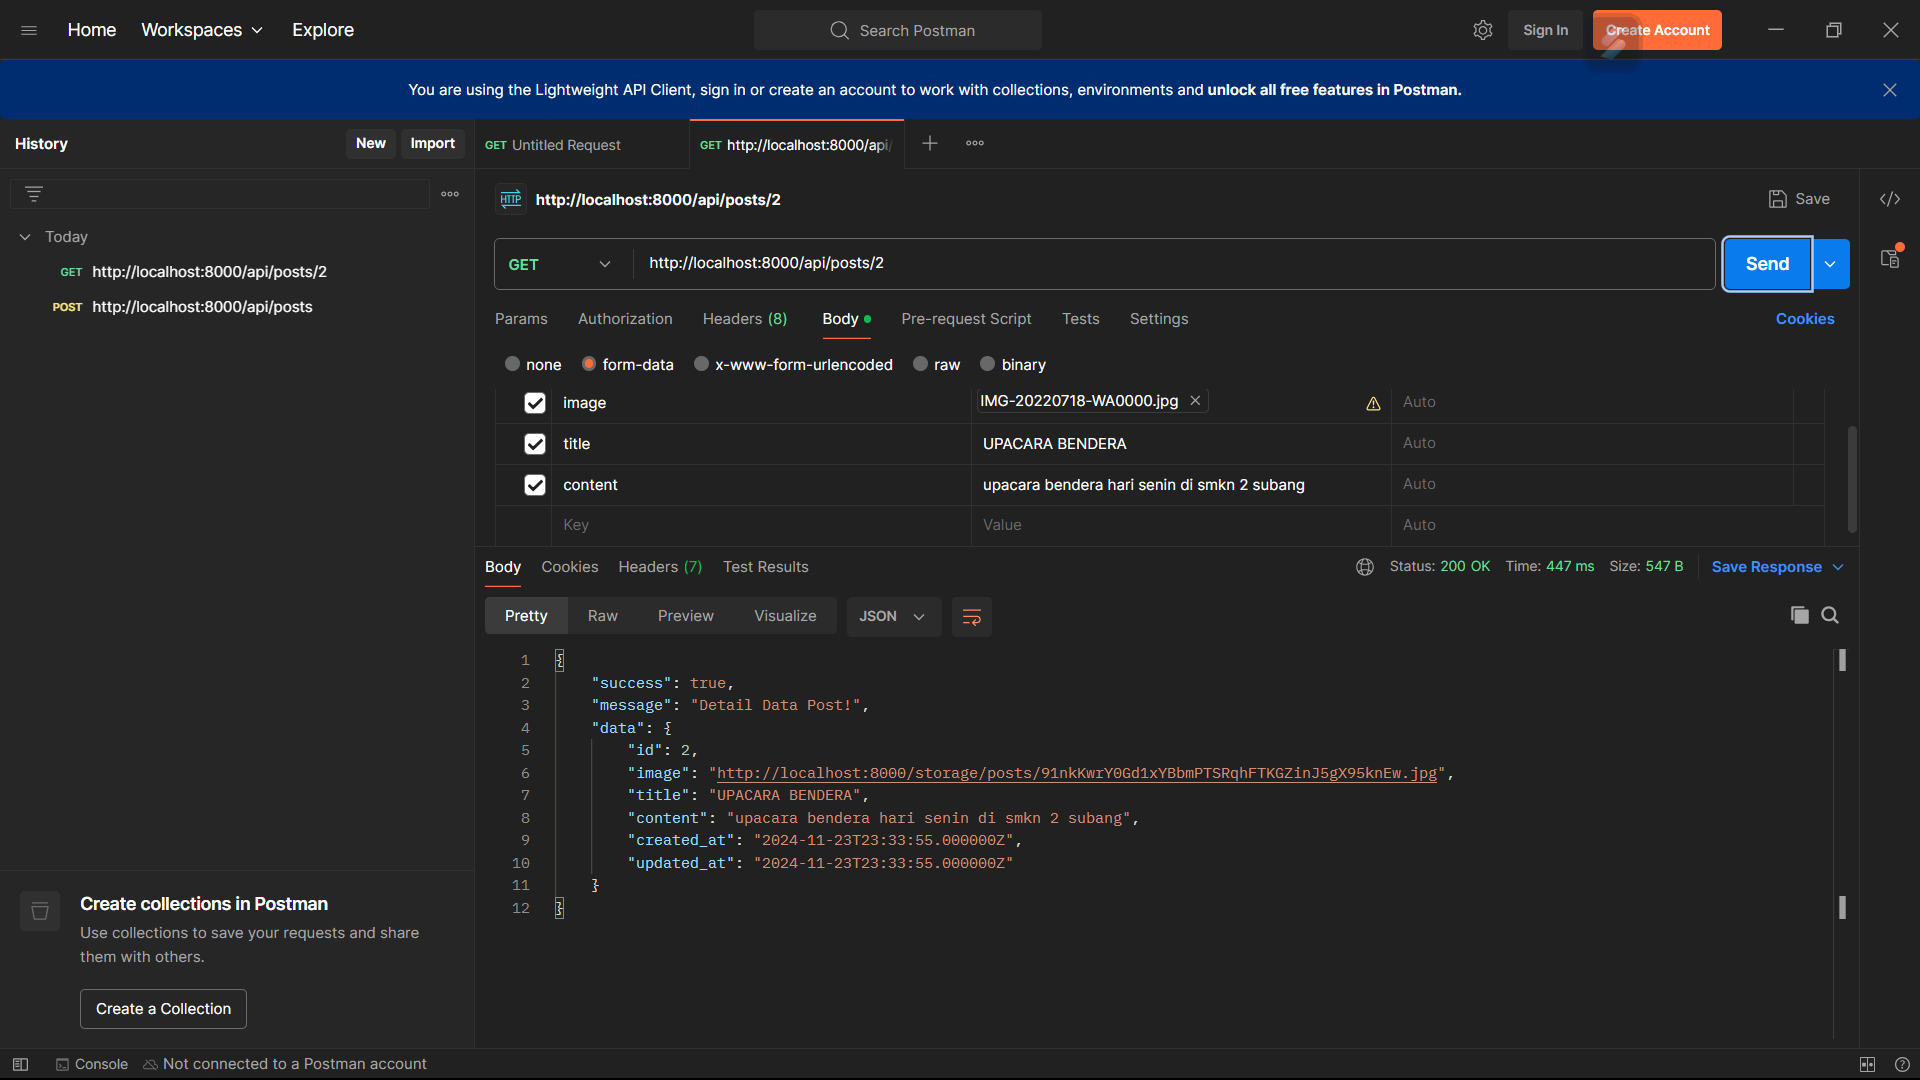 Home Workspaces Explore Search Postman Sign In Create Account
You are using the Lightweight API Client, sign in or create an account to work with collections, environments and unlock all free features in Postman.
History New Import
GET Untitled Request GET http://localhost:8000/api/
Today
GET http://localhost:8000/api/posts/2
POST http://localhost:8000/api/posts
HTTP http://localhost:8000/api/posts/2 Save
GET http://localhost:8000/api/posts/2 Send
Params Authorization Headers (8) Body Pre-request Script Tests Settings Cookies
none form-data x-www-form-urlencoded raw binary
image IMG-20220718-WA0000.jpg Auto
title UPACARA BENDERA Auto
content upacara bendera hari senin di smkn 2 subang Auto
Key Value Auto
Body Cookies Headers (7) Test Results Status: 200 OK Time: 447 ms Size: 547 B Save Response
Pretty Raw Preview Visualize JSON
1 {
2 "success": true,
3 "message": "Detail Data Post!",
4 "data": {
5 "id": 2,
6 "image": "http://localhost:8000/storage/posts/91nkKwrY0Gd1xYBbmPTSRqhFTKGZinJ5gX95knEw.jpg",
7 "title": "UPACARA BENDERA",
8 "content": "upacara bendera hari senin di smkn 2 subang",
9 "created_at": "2024-11-23T23:33:55.000000Z",
10 "updated_at": "2024-11-23T23:33:55.000000Z"
11 }
12 }
Create collections in Postman
Use collections to save your requests and share
them with others.
Create a Collection
Console Not connected to a Postman account